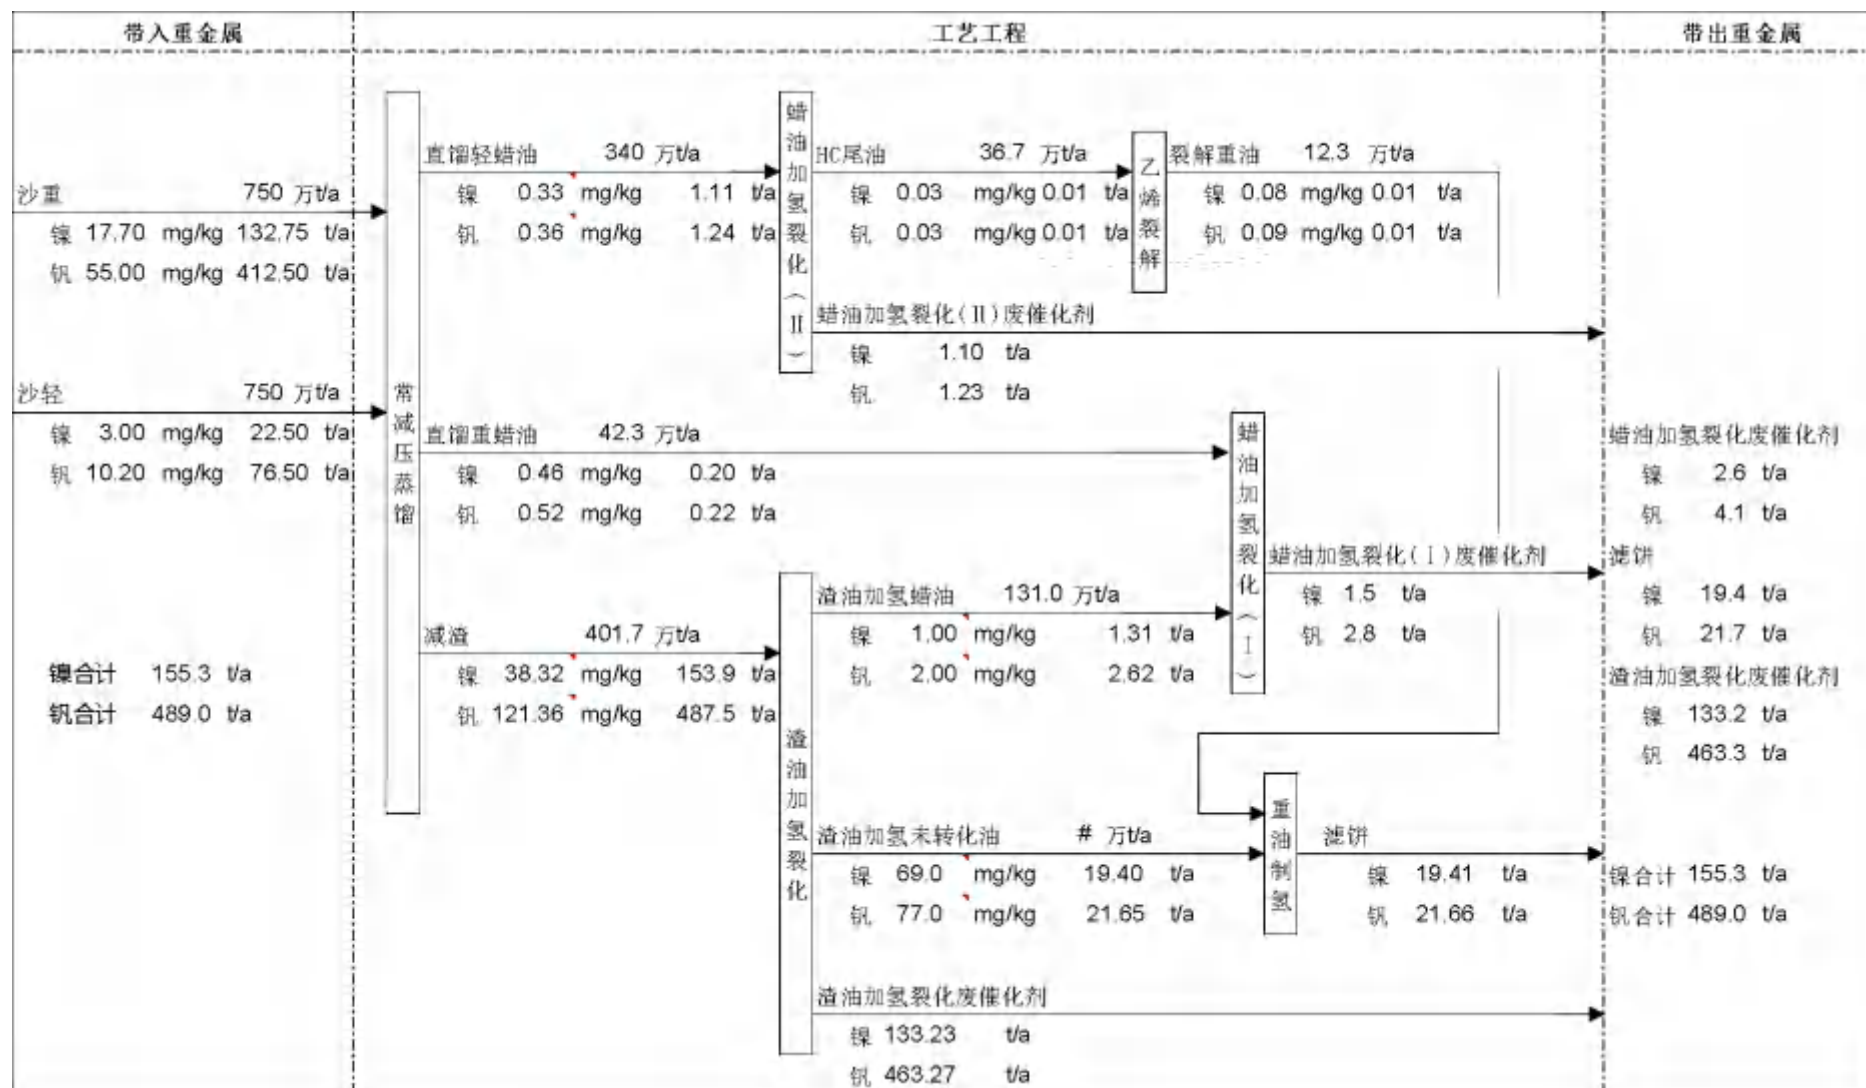 带入重金属
工艺工程
带出重金属
沙重 750 万t/a
镍 17.70 mg/kg 132.75 t/a
钒 55.00 mg/kg 412.50 t/a
沙轻 750 万t/a
镍 3.00 mg/kg 22.50 t/a
钒 10.20 mg/kg 76.50 t/a
镍合计 155.3 t/a
钒合计 489.0 t/a
常减压蒸馏
直馏轻蜡油 340 万t/a
镍 0.33 mg/kg 1.11 t/a
钒 0.36 mg/kg 1.24 t/a
直馏重蜡油 42.3 万t/a
镍 0.46 mg/kg 0.20 t/a
钒 0.52 mg/kg 0.22 t/a
减渣 401.7 万t/a
镍 38.32 mg/kg 153.9 t/a
钒 121.36 mg/kg 487.5 t/a
蜡油加氢裂化(Ⅱ)
HC尾油 36.7 万t/a
镍 0.03 mg/kg 0.01 t/a
钒 0.03 mg/kg 0.01 t/a
乙烯裂解
裂解重油 12.3 万t/a
镍 0.08 mg/kg 0.01 t/a
钒 0.09 mg/kg 0.01 t/a
蜡油加氢裂化(Ⅱ)废催化剂
镍 1.10 t/a
钒 1.23 t/a
渣油加氢裂化
渣油加氢蜡油 131.0 万t/a
镍 1.00 mg/kg 1.31 t/a
钒 2.00 mg/kg 2.62 t/a
蜡油加氢裂化(Ⅰ)
蜡油加氢裂化(Ⅰ)废催化剂
镍 1.5 t/a
钒 2.8 t/a
渣油加氢未转化油 # 万t/a
镍 69.0 mg/kg 19.40 t/a
钒 77.0 mg/kg 21.65 t/a
重油制氢
滤饼
镍 19.41 t/a
钒 21.66 t/a
渣油加氢裂化废催化剂
镍 133.23 t/a
钒 463.27 t/a
蜡油加氢裂化废催化剂
镍 2.6 t/a
钒 4.1 t/a
滤饼
镍 19.4 t/a
钒 21.7 t/a
渣油加氢裂化废催化剂
镍 133.2 t/a
钒 463.3 t/a
镍合计 155.3 t/a
钒合计 489.0 t/a